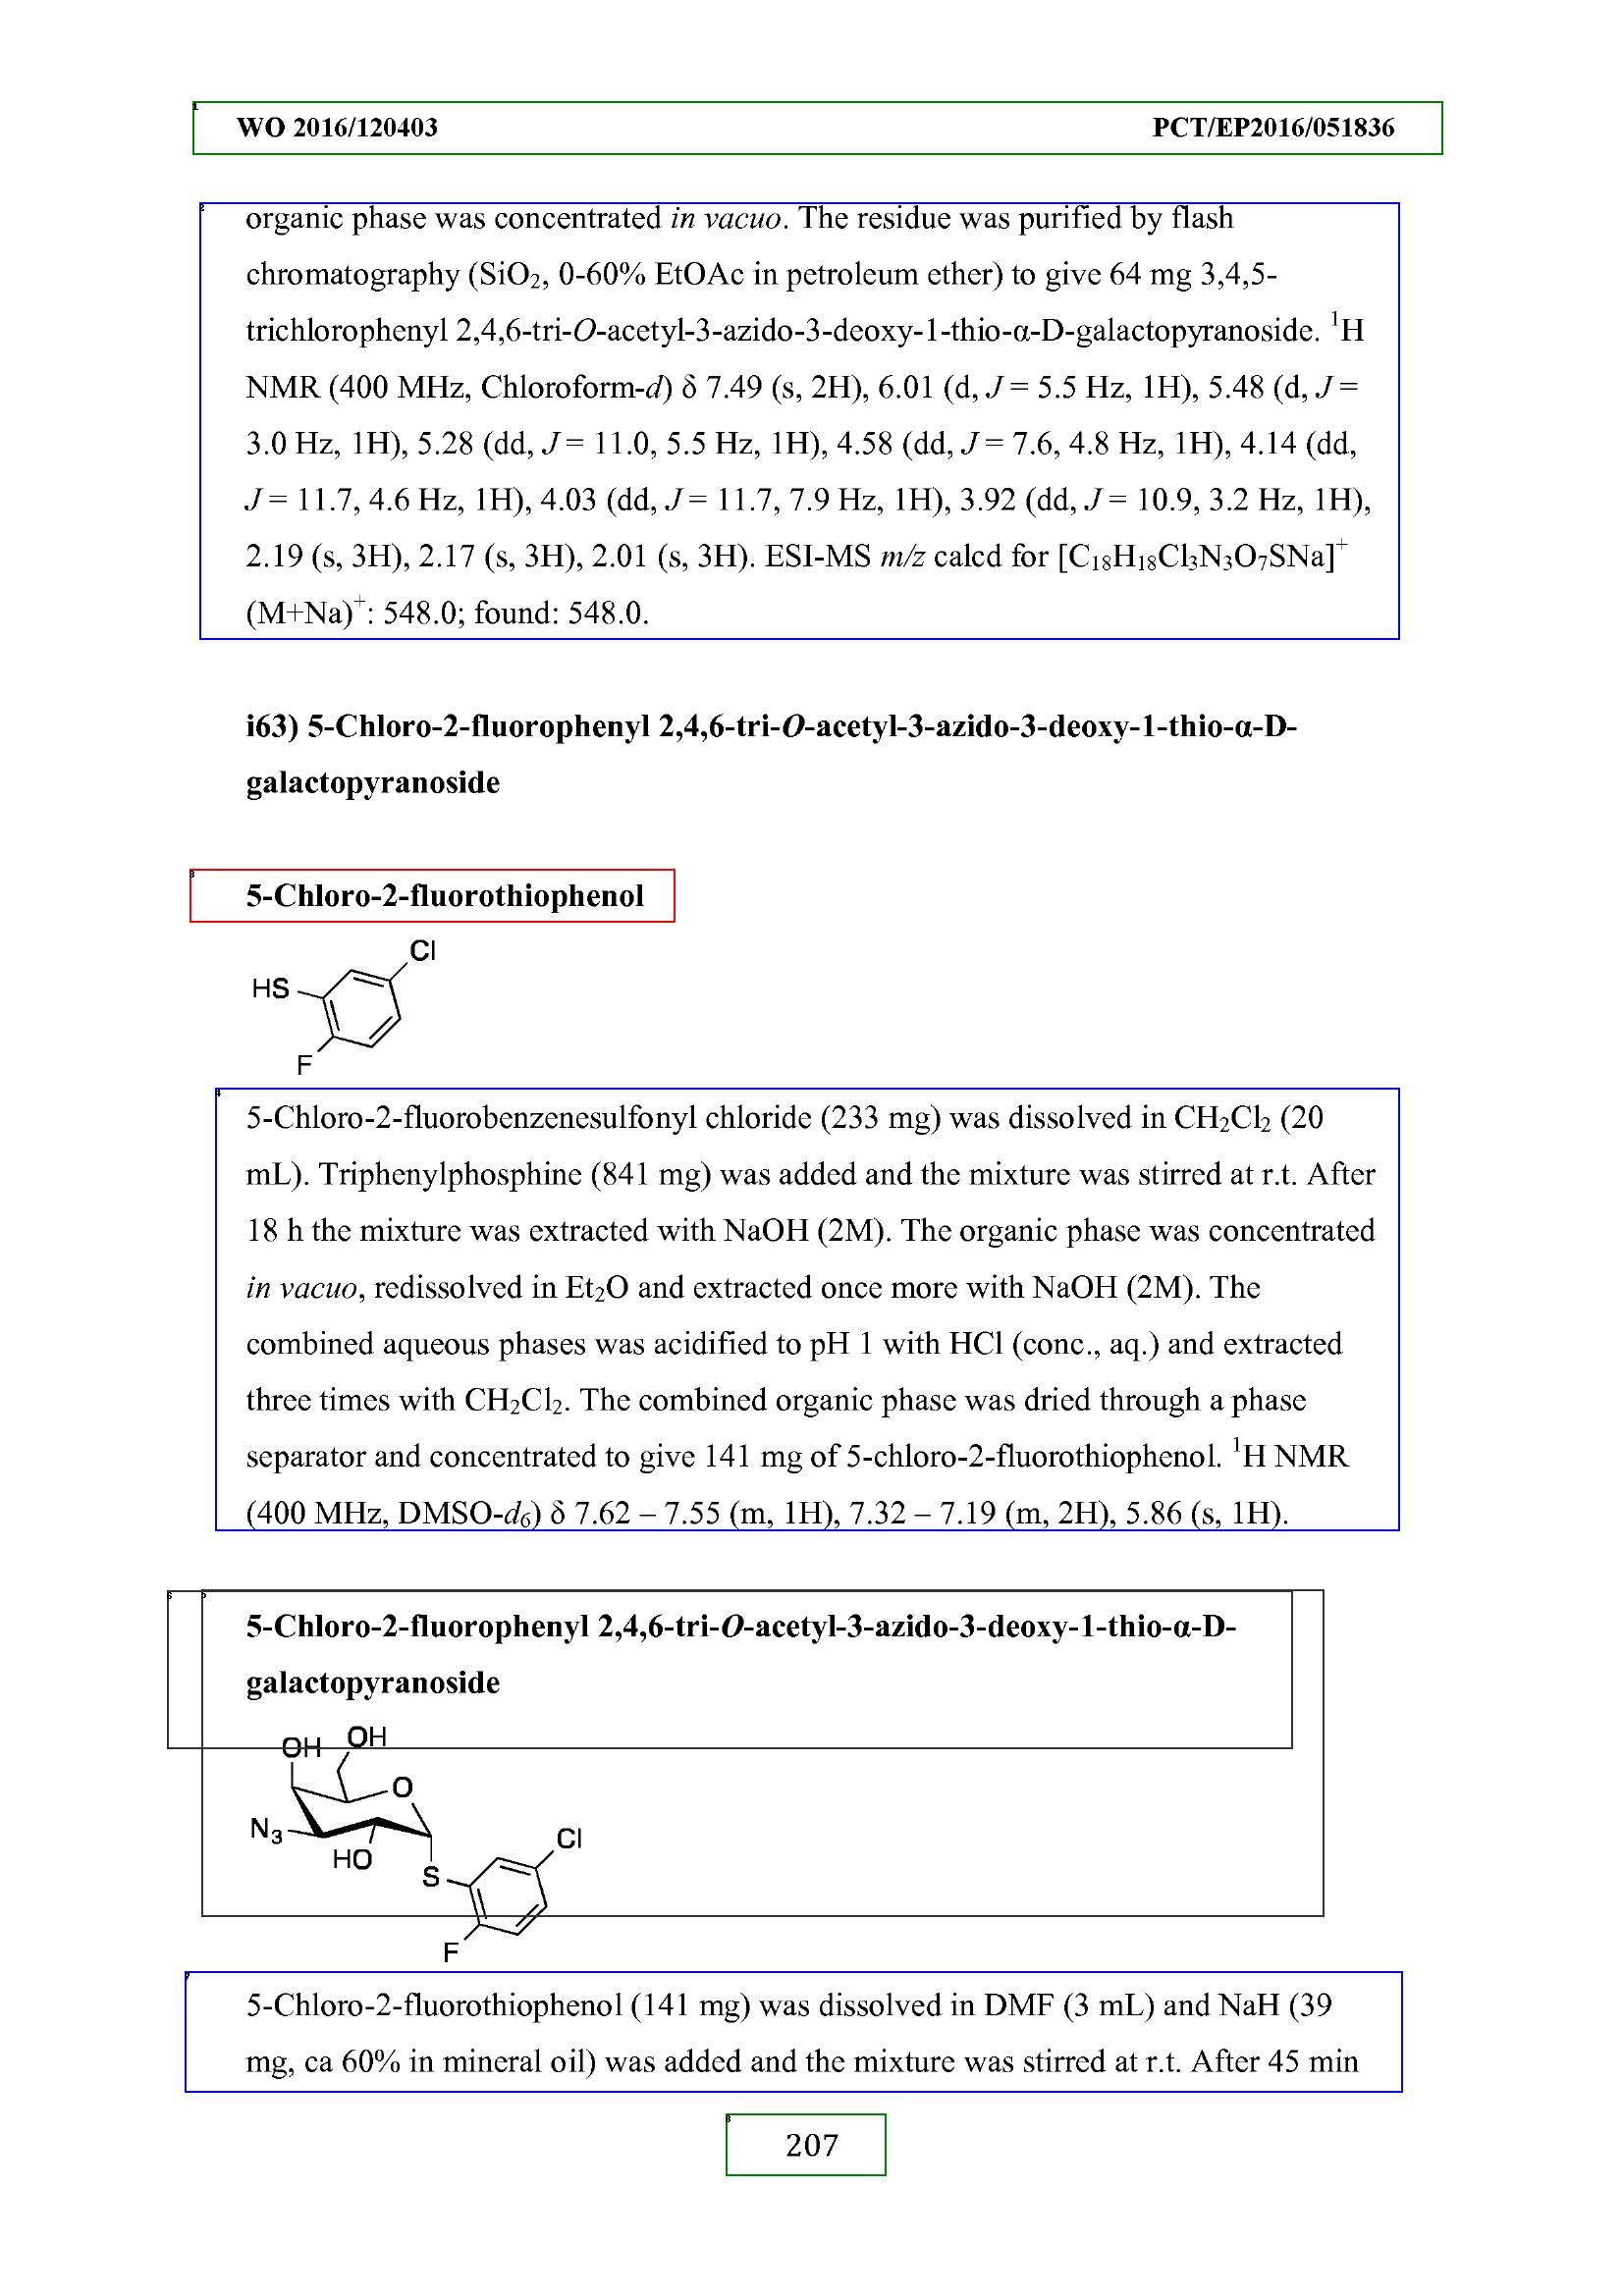 WO 2016/120403 PCT/EP2016/051836
organic phase was concentrated in vacuo. The residue was purified by flash
chromatography (SiO₂, 0-60% EtOAc in petroleum ether) to give 64 mg 3,4,5-
trichlorophenyl 2,4,6-tri-O-acetyl-3-azido-3-deoxy-1-thio-α-D-galactopyranoside. ¹H
NMR (400 MHz, Chloroform-d) δ 7.49 (s, 2H), 6.01 (d, J = 5.5 Hz, 1H), 5.48 (d, J =
3.0 Hz, 1H), 5.28 (dd, J = 11.0, 5.5 Hz, 1H), 4.58 (dd, J = 7.6, 4.8 Hz, 1H), 4.14 (dd,
J = 11.7, 4.6 Hz, 1H), 4.03 (dd, J = 11.7, 7.9 Hz, 1H), 3.92 (dd, J = 10.9, 3.2 Hz, 1H),
2.19 (s, 3H), 2.17 (s, 3H), 2.01 (s, 3H). ESI-MS m/z calcd for [C₁₈H₁₈Cl₃N₃O₇SNa]⁺
(M+Na)⁺: 548.0; found: 548.0.
i63) 5-Chloro-2-fluorophenyl 2,4,6-tri-O-acetyl-3-azido-3-deoxy-1-thio-α-D-
galactopyranoside
5-Chloro-2-fluorothiophenol
Cl
HS
F
5-Chloro-2-fluorobenzenesulfonyl chloride (233 mg) was dissolved in CH₂Cl₂ (20
mL). Triphenylphosphine (841 mg) was added and the mixture was stirred at r.t. After
18 h the mixture was extracted with NaOH (2M). The organic phase was concentrated
in vacuo, redissolved in Et₂O and extracted once more with NaOH (2M). The
combined aqueous phases was acidified to pH 1 with HCl (conc., aq.) and extracted
three times with CH₂Cl₂. The combined organic phase was dried through a phase
separator and concentrated to give 141 mg of 5-chloro-2-fluorothiophenol. ¹H NMR
(400 MHz, DMSO-d₆) δ 7.62 – 7.55 (m, 1H), 7.32 – 7.19 (m, 2H), 5.86 (s, 1H).
5-Chloro-2-fluorophenyl 2,4,6-tri-O-acetyl-3-azido-3-deoxy-1-thio-α-D-
galactopyranoside
OH OH
O
N₃
HO
Cl
S
F
5-Chloro-2-fluorothiophenol (141 mg) was dissolved in DMF (3 mL) and NaH (39
mg, ca 60% in mineral oil) was added and the mixture was stirred at r.t. After 45 min
207